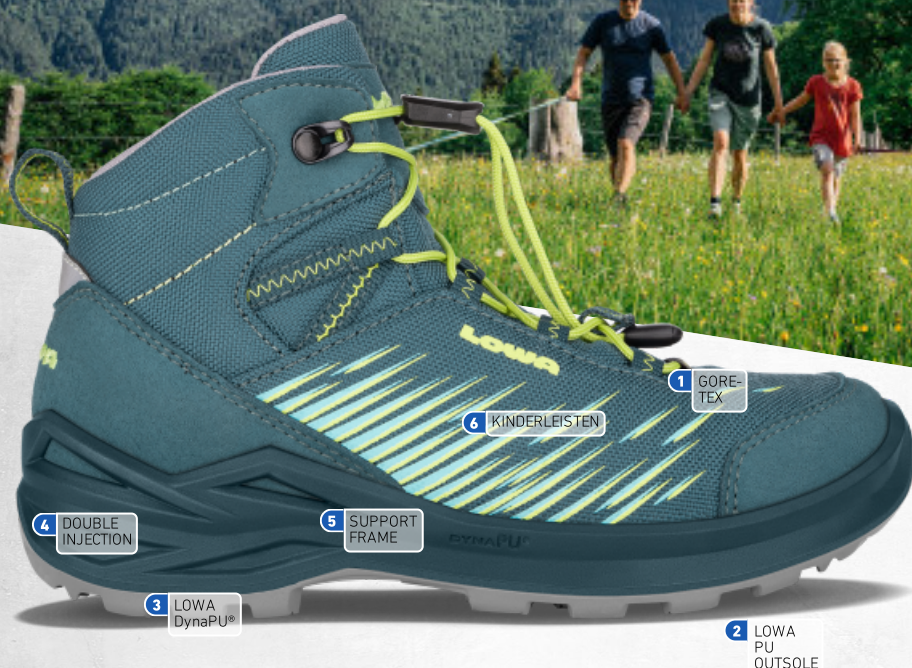 LOWA
1 GORE-
TEX
6 KINDERLEISTEN
4 DOUBLE
INJECTION
5 SUPPORT
FRAME
DYNAPU®
3 LOWA
DynaPU®
2 LOWA
PU
OUTSOLE